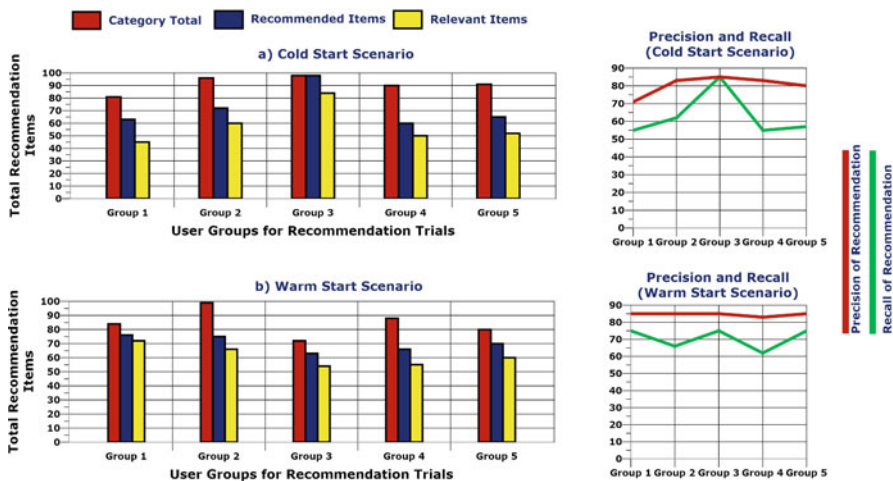 Category Total
Recommended Items
Relevant Items
a) Cold Start Scenario
Total Recommendation
Items
100
90
80
70
60
50
40
30
20
10
0
Group 1
Group 2
Group 3
Group 4
Group 5
User Groups for Recommendation Trials
Precision and Recall
(Cold Start Scenario)
90
80
70
60
50
40
30
20
10
0
Group 1 Group 2 Group 3 Group 4 Group 5
b) Warm Start Scenario
Total Recommendation
Items
100
90
80
70
60
50
40
30
20
10
0
Group 1
Group 2
Group 3
Group 4
Group 5
User Groups for Recommendation Trials
Precision and Recall
(Warm Start Scenario)
90
80
70
60
50
40
30
20
10
0
Group 1 Group 2 Group 3 Group 4 Group 5
Precision of Recommendation
Recall of Recommendation